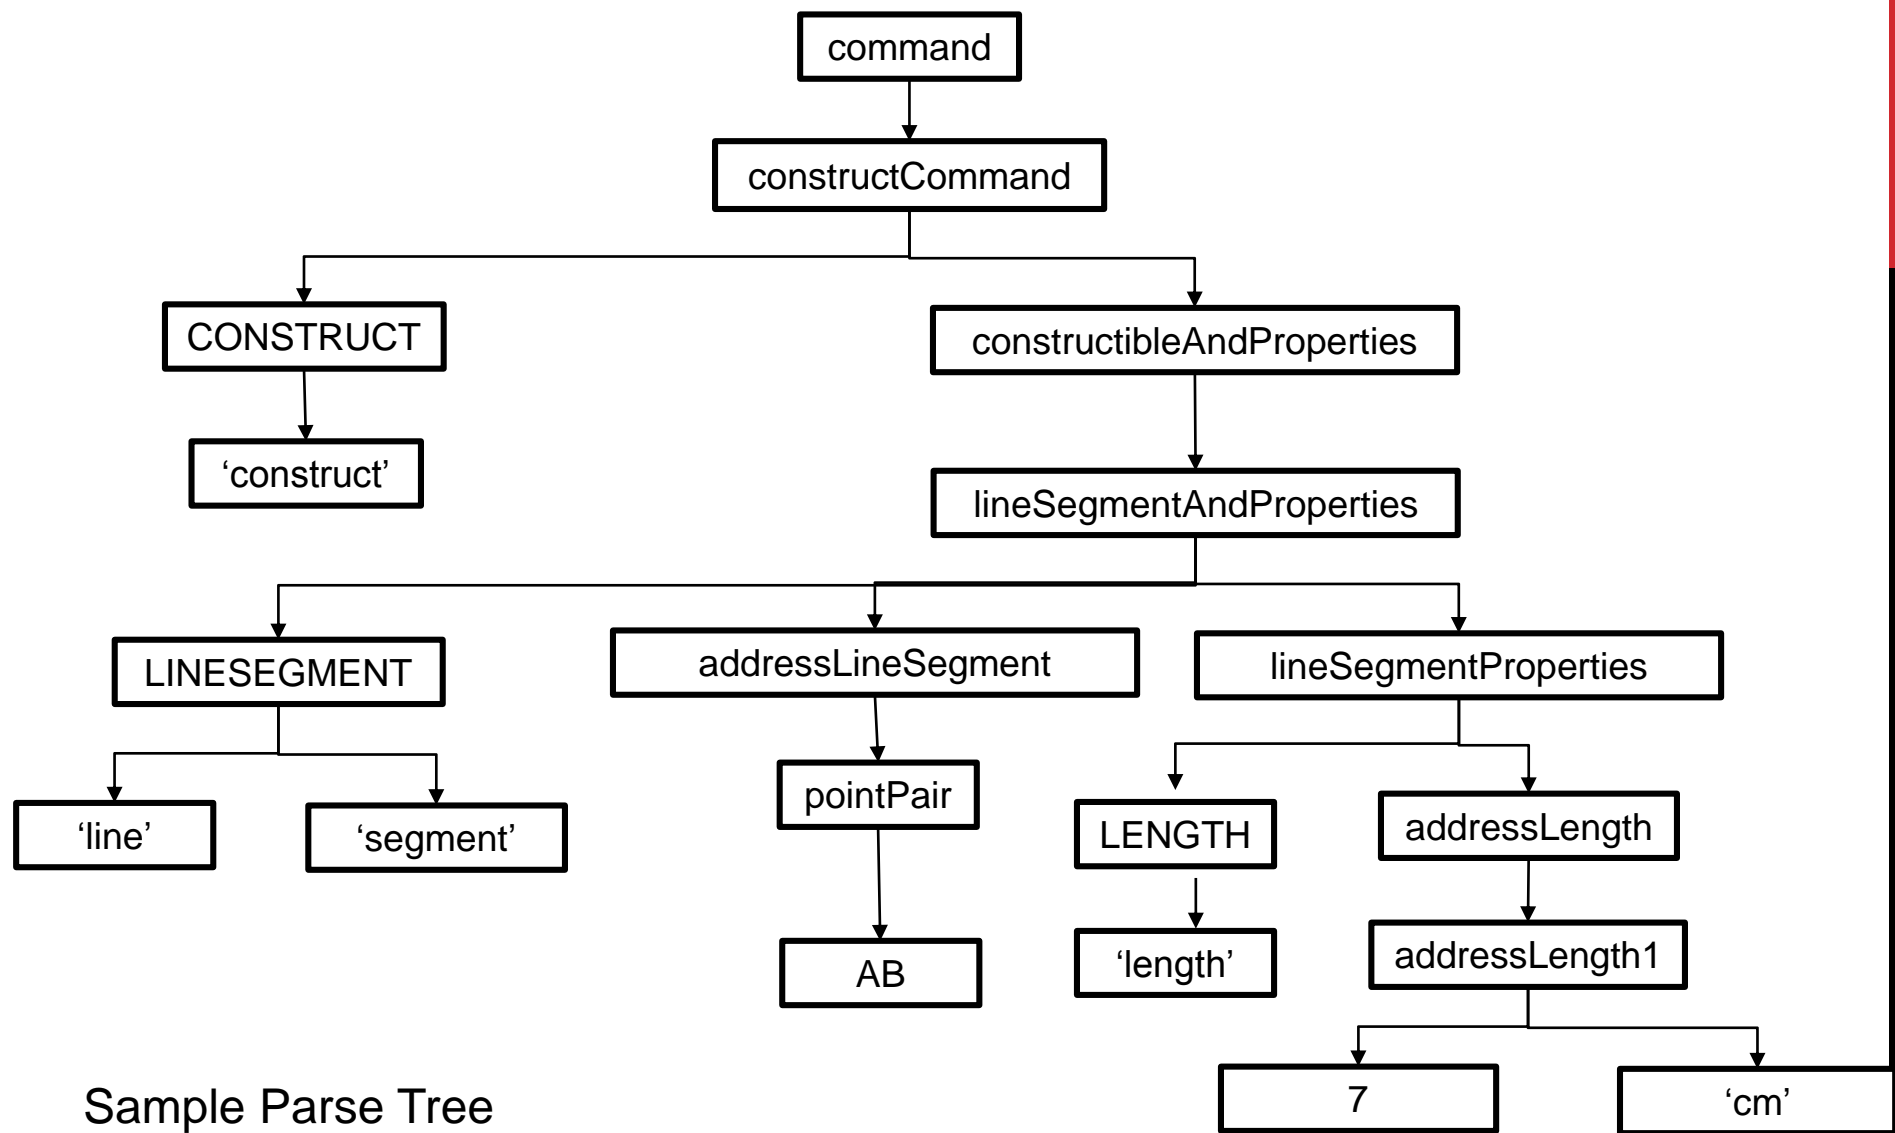 command
constructCommand
CONSTRUCT
constructibleAndProperties
‘construct’
lineSegmentAndProperties
LINESEGMENT
addressLineSegment
lineSegmentProperties
‘line’
‘segment’
pointPair
LENGTH
addressLength
AB
‘length’
addressLength1
7
‘cm’
Sample Parse Tree